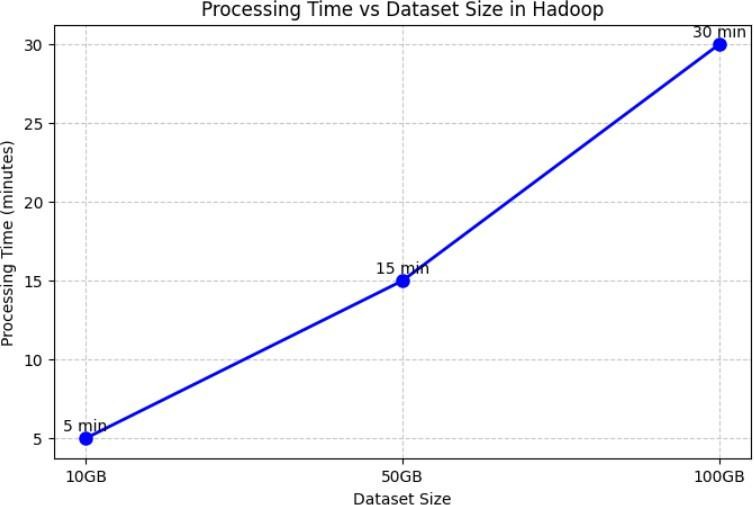 Processing Time vs Dataset Size in Hadoop
30 min
30
25
20
15 min
15
10
5 min
5
Processing Time (minutes)
10GB 50GB 100GB
Dataset Size